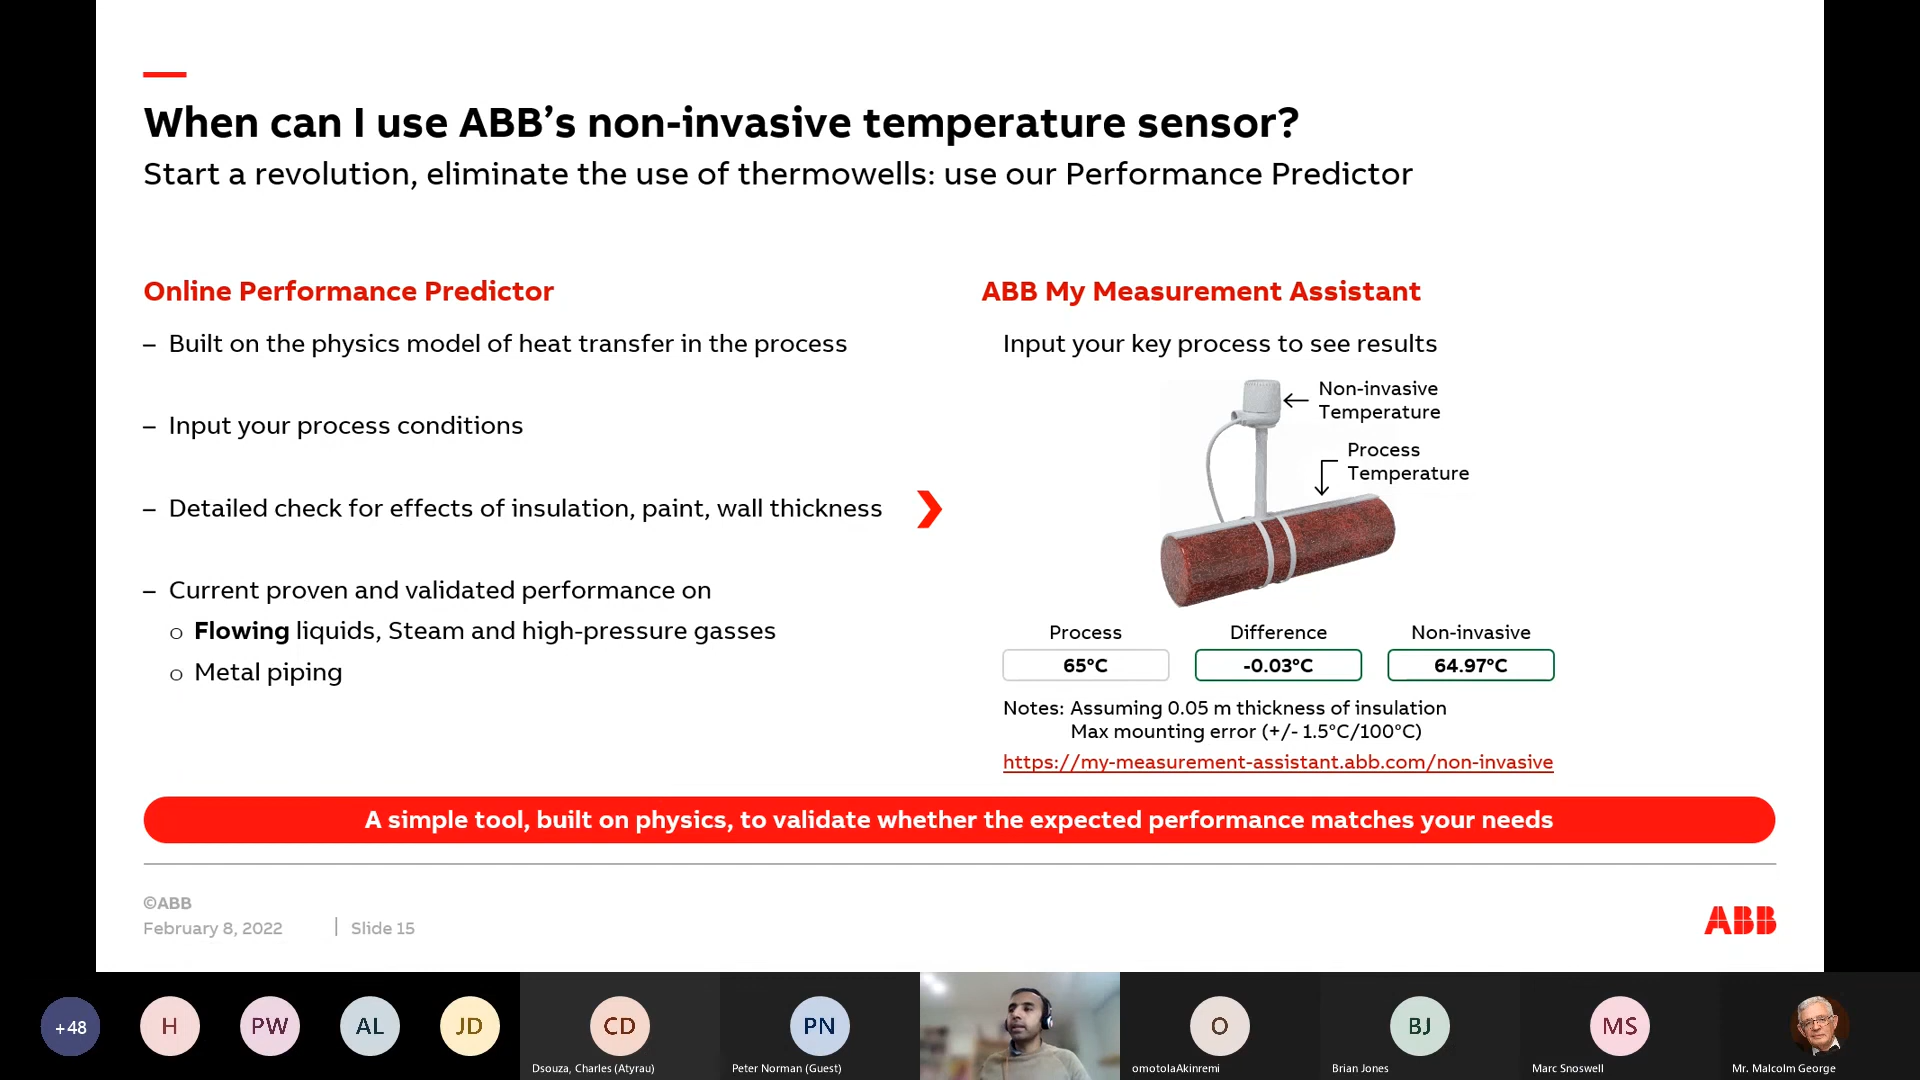 When can I use ABB’s non-invasive temperature sensor?
Start a revolution, eliminate the use of thermowells: use our Performance Predictor
Online Performance Predictor
– Built on the physics model of heat transfer in the process
– Input your process conditions
– Detailed check for effects of insulation, paint, wall thickness
– Current proven and validated performance on
o Flowing liquids, Steam and high-pressure gasses
o Metal piping
ABB My Measurement Assistant
Input your key process to see results
Non-invasive
Temperature
Process
Temperature
Process Difference Non-invasive
65°C -0.03°C 64.97°C
Notes: Assuming 0.05 m thickness of insulation
Max mounting error (+/- 1.5°C/100°C)
https://my-measurement-assistant.abb.com/non-invasive
A simple tool, built on physics, to validate whether the expected performance matches your needs
©ABB
February 8, 2022 | Slide 15
ABB
+48 H PW AL JD CD PN O BJ MS
Dsouza, Charles (Atyrau) Peter Norman (Guest) omotolaAkinremi Brian Jones Marc Snoswell Mr. Malcolm George